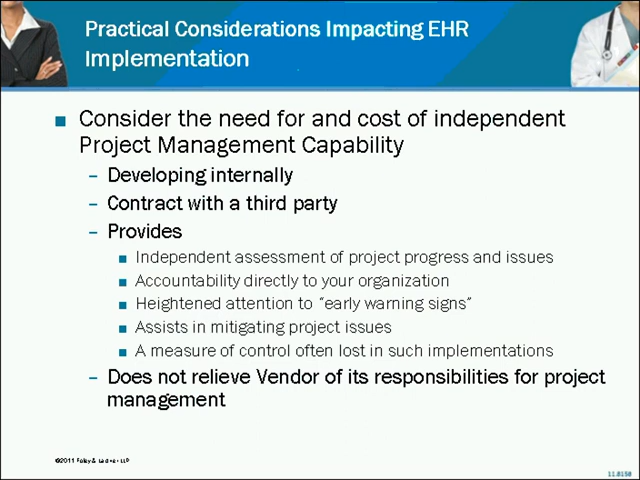 Practical Considerations Impacting EHR
Implementation
■ Consider the need for and cost of independent
Project Management Capability
– Developing internally
– Contract with a third party
– Provides
■ Independent assessment of project progress and issues
■ Accountability directly to your organization
■ Heightened attention to "early warning signs"
■ Assists in mitigating project issues
■ A measure of control often lost in such implementations
– Does not relieve Vendor of its responsibilities for project
management
©2011 Foley & Lardner LLP
11.8158